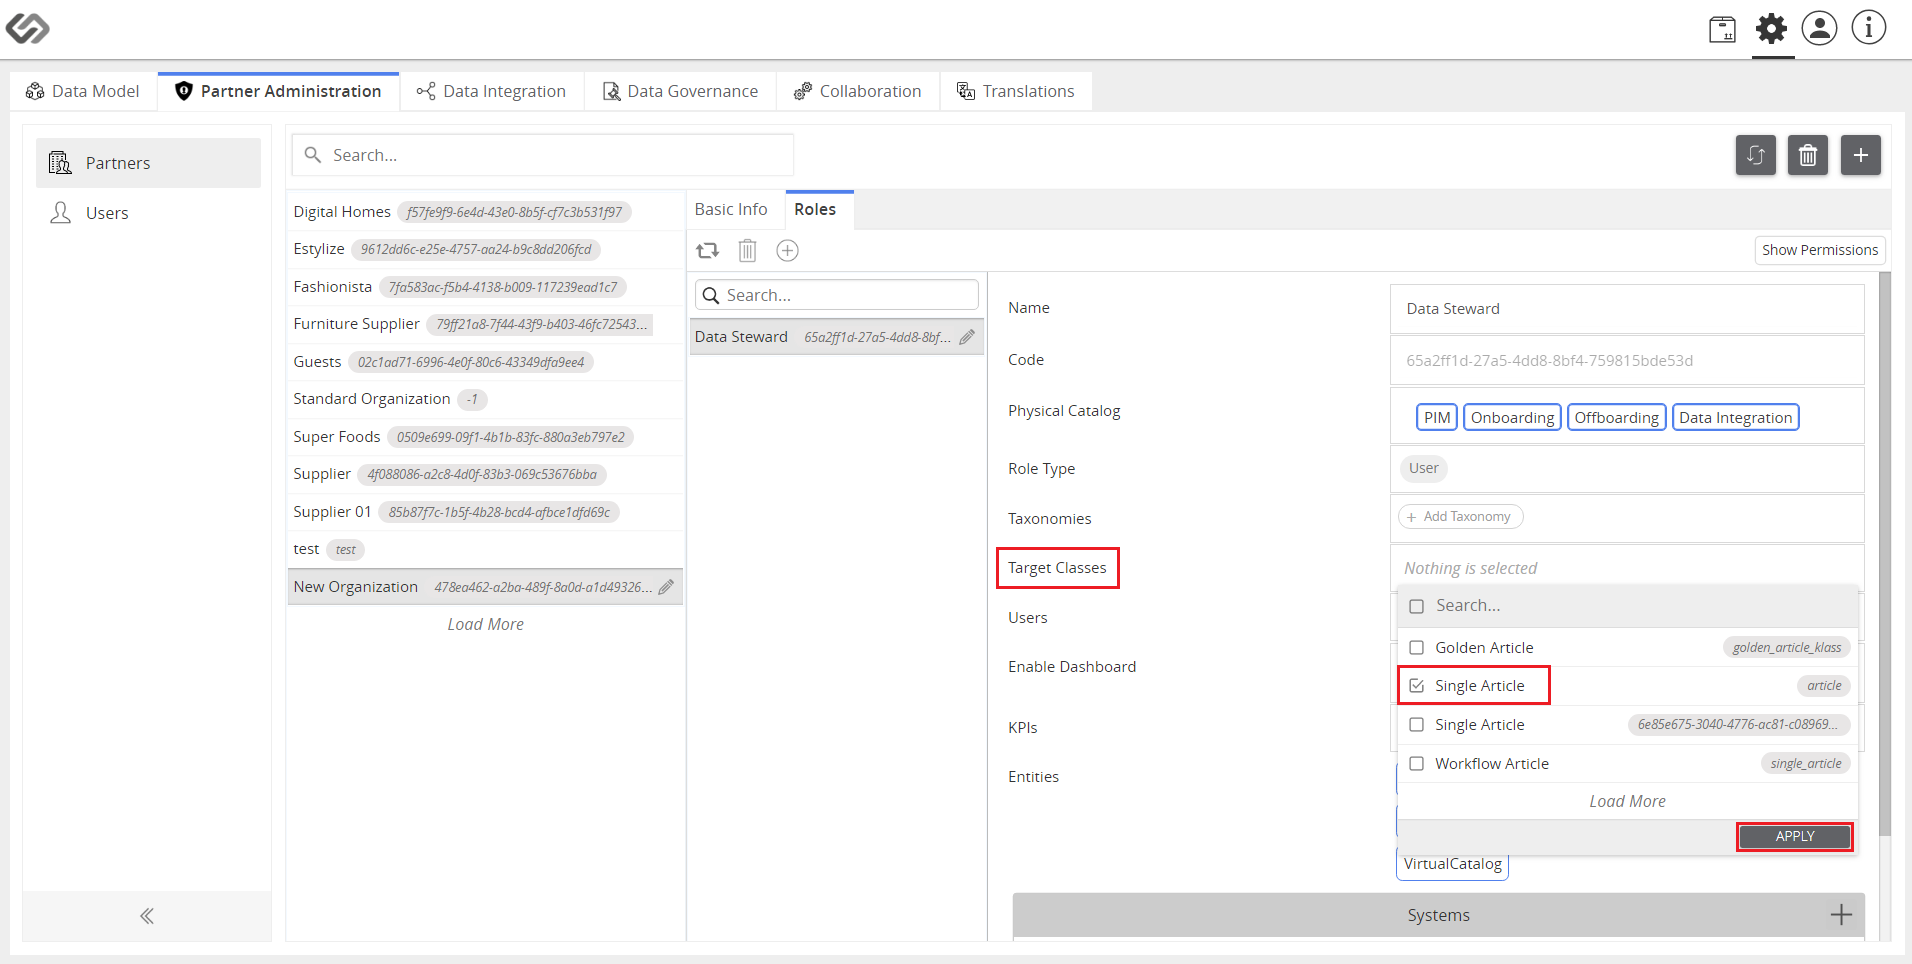 Data Model
Partner Administration
Data Integration
Data Governance
Collaboration
Translations
Partners
Users
Search...
Digital Homes f57fe9f9-6e4d-43e0-8b5f-cf7c3b531f97
Estylize 9612dd6c-e25e-4757-aa24-b9c8dd206fcd
Fashionista 7fa583ac-f5b4-4138-b009-117239ead1c7
Furniture Supplier 79ff21a8-7f44-43f9-b403-46fc72543...
Guests 02c1ad71-6996-4e0f-80c6-43349dfa9ee4
Standard Organization -1
Super Foods 0509e699-09f1-4b1b-83fc-880a3eb797e2
Supplier 4f088086-a2c8-4d0f-83b3-069c53676bba
Supplier 01 85b87f7c-1b5f-4b28-bcd4-afbce1dfd69c
test test
New Organization 478ea462-a2ba-489f-8a0d-a1d49326...
Load More
Basic Info
Roles
Show Permissions
Search...
Data Steward 65a2ff1d-27a5-4dd8-8bf...
Name Data Steward
Code 65a2ff1d-27a5-4dd8-8bf4-759815bde53d
Physical Catalog PIM Onboarding Offboarding Data Integration
Role Type User
Taxonomies + Add Taxonomy
Target Classes Nothing is selected
Users
Enable Dashboard
KPIs
Entities
Search...
Golden Article golden_article_klass
Single Article article
Single Article 6e85e675-3040-4776-ac81-c08969...
Workflow Article single_article
Load More
APPLY
VirtualCatalog
Systems